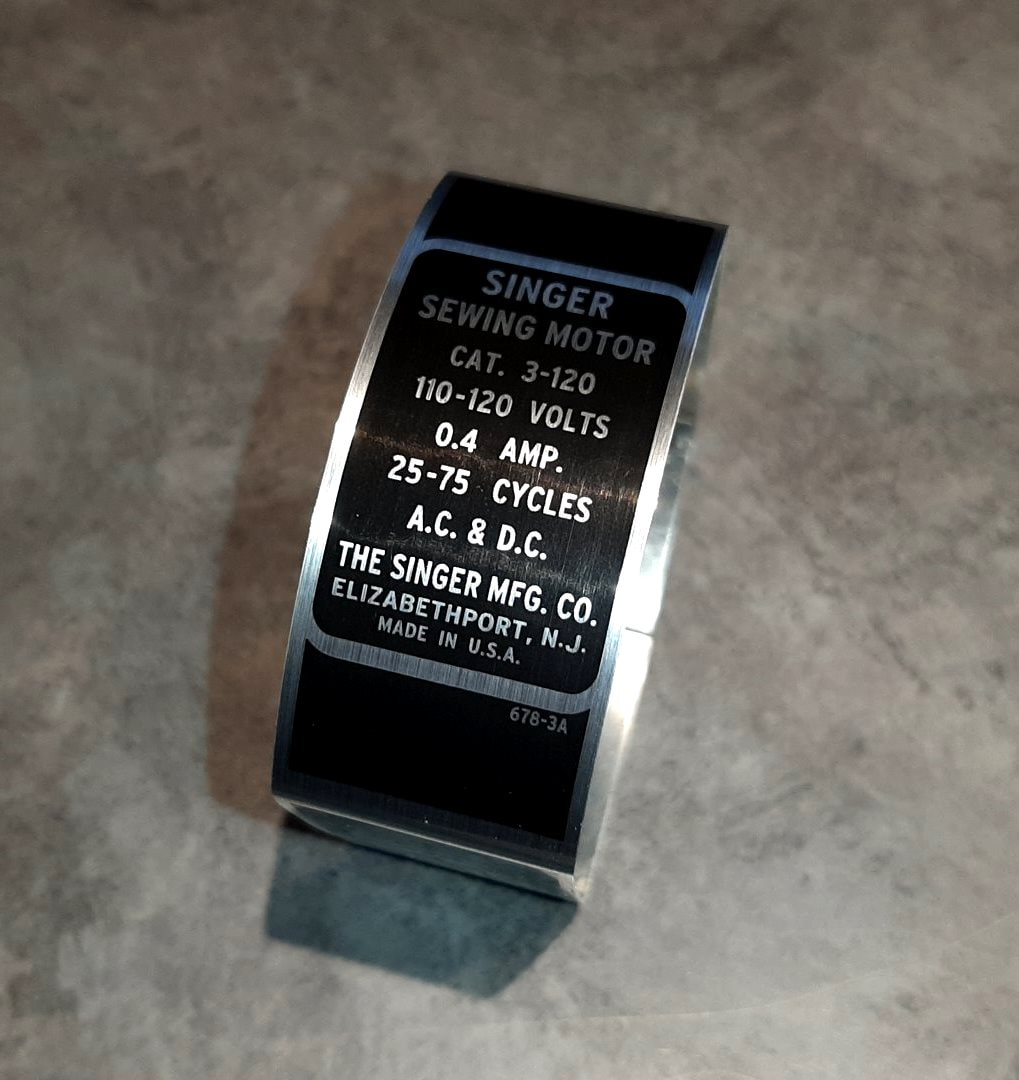 SINGER
SEWING MOTOR
CAT. 3-120
110-120 VOLTS
0.4 AMP.
25-75 CYCLES
A.C. & D.C.
THE SINGER MFG. CO.
ELIZABETHPORT, N.J.
MADE IN U.S.A.
678-3A